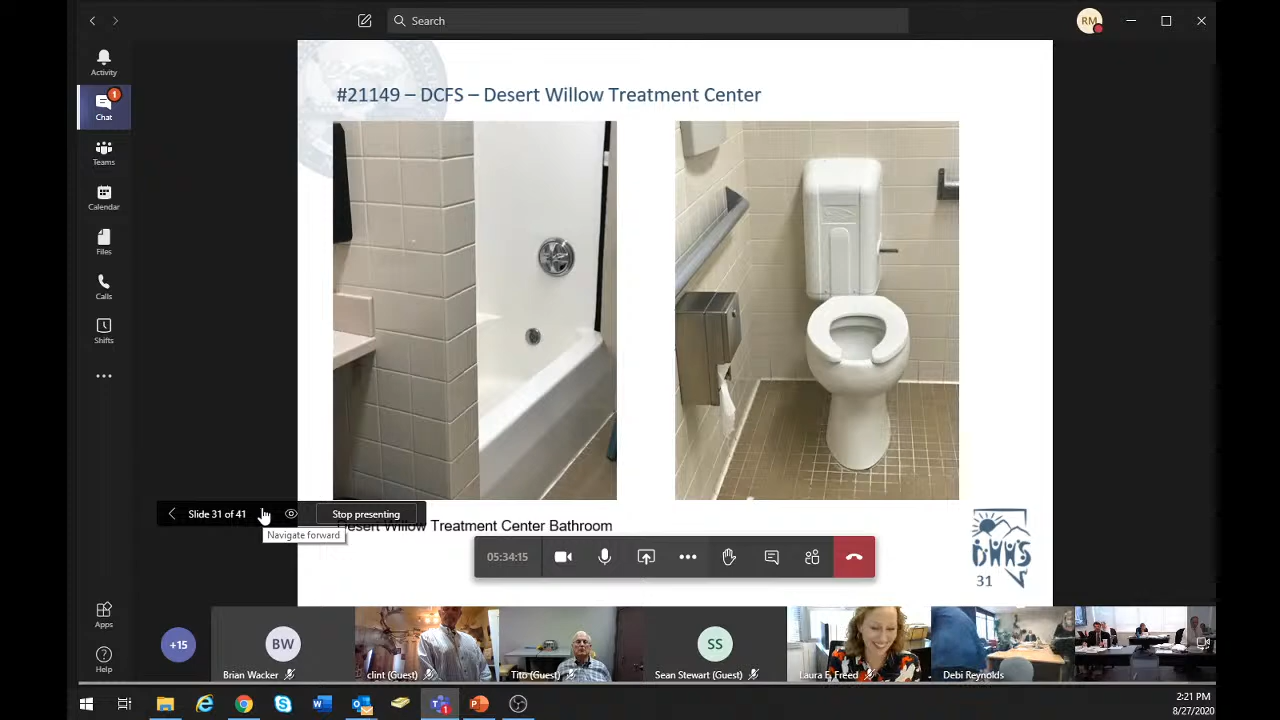 Search
RM
Activity
1
Chat
Teams
Calendar
Files
Calls
Shifts
Apps
Help
#21149 – DCFS – Desert Willow Treatment Center
Slide 31 of 41
Stop presenting
Navigate forward
Desert Willow Treatment Center Bathroom
05:34:15
DHHS
31
+15
BW
Brian Wacker
clint (Guest)
Tito (Guest)
SS
Sean Stewart (Guest)
Laura E Freed
Debi Reynolds
2:21 PM
8/27/2020